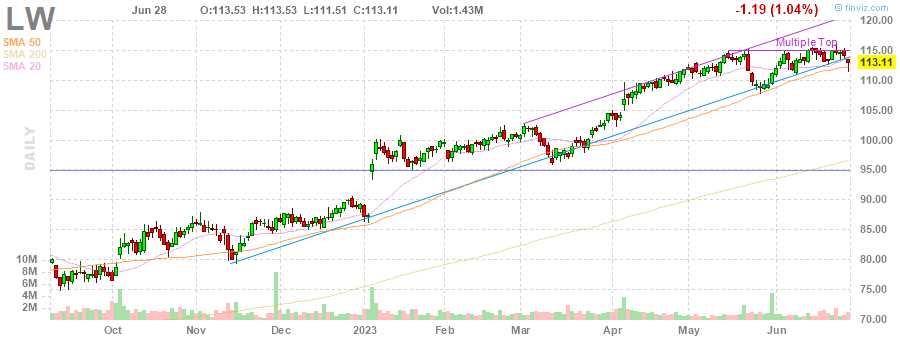 LW Jun 28 O:113.53 H:113.53 L:111.51 C:113.11 Vol:1.43M -1.19 (1.04%) © finviz.com
SMA 50
SMA 200
SMA 20
DAILY
Multiple Top
120.00
115.00
113.11
110.00
105.00
100.00
95.00
90.00
85.00
80.00
75.00
70.00
10M
8M
6M
4M
2M
Oct Nov Dec 2023 Feb Mar Apr May Jun